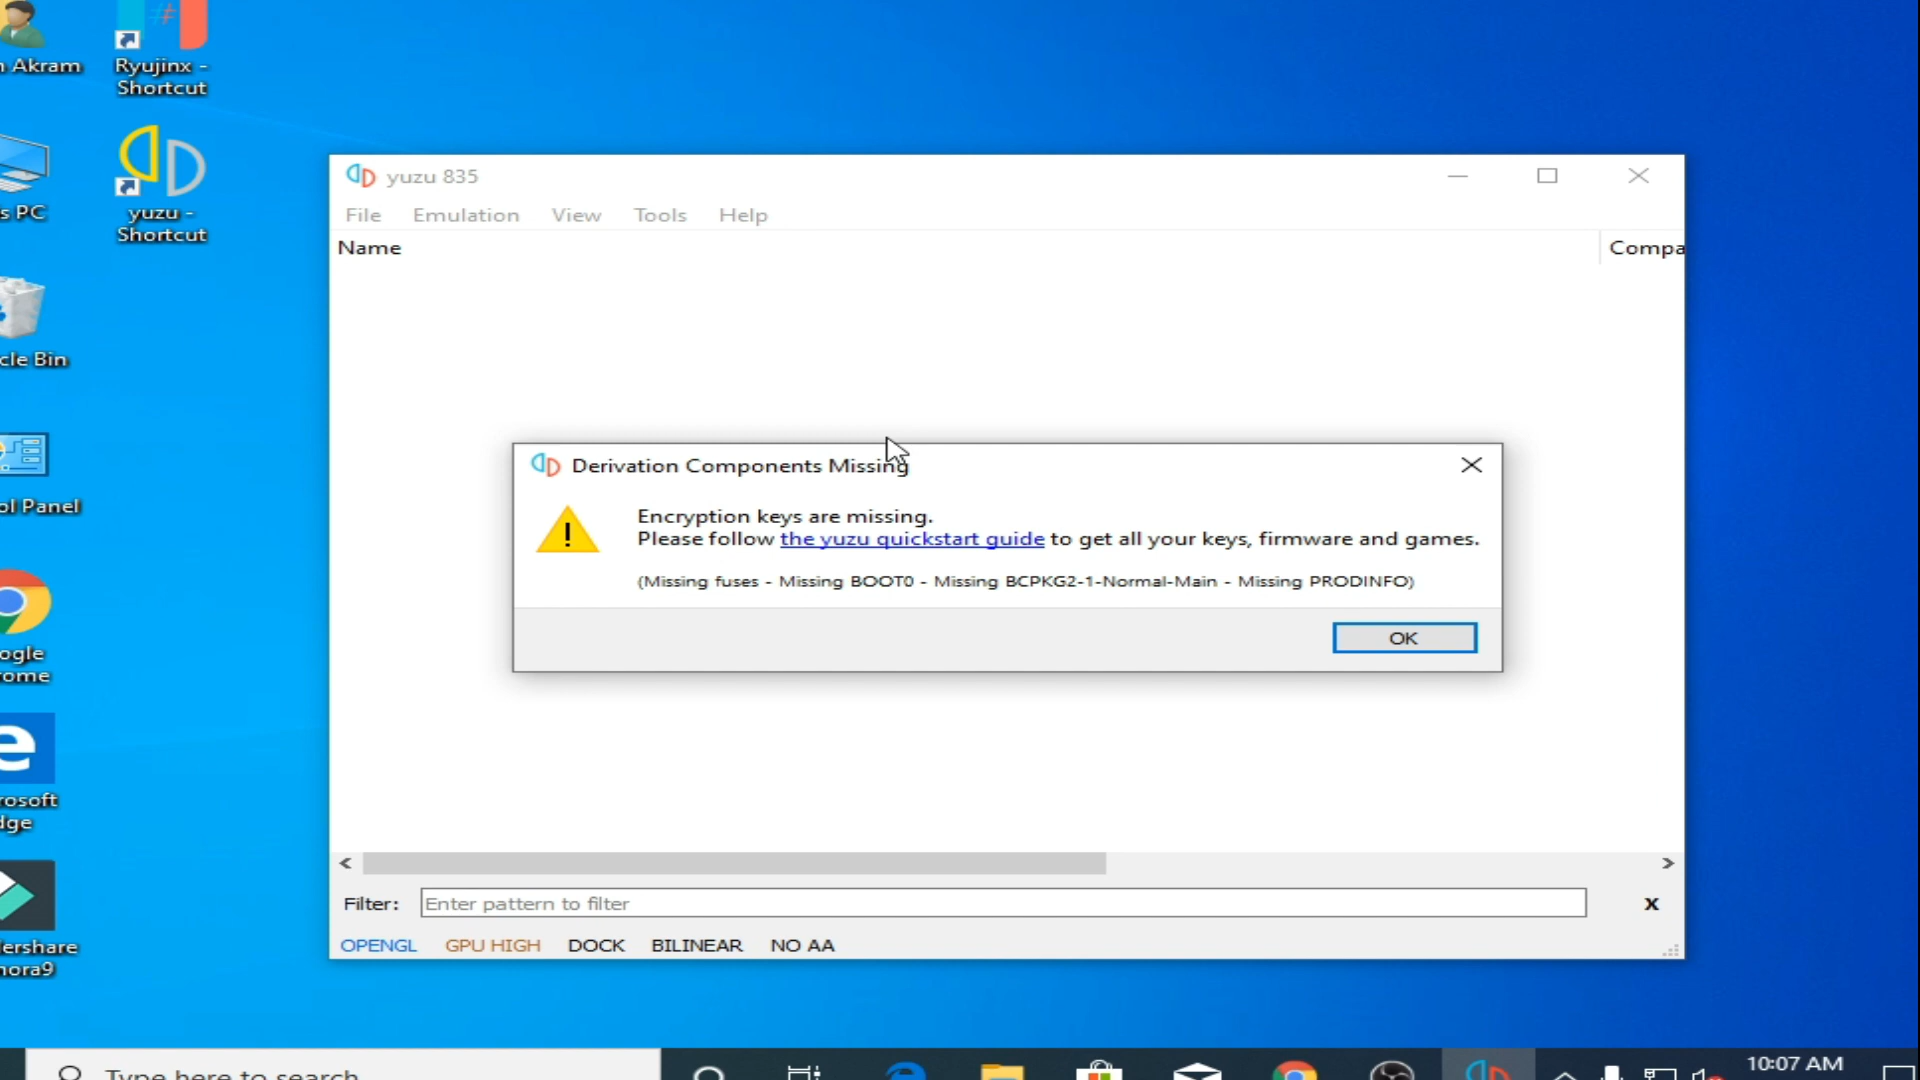 n Akram
Ryujinx -
Shortcut
s PC
yuzu -
Shortcut
cle Bin
ol Panel
ogle
rome
rosoft
dge
ershare
mora9
yuzu 835
File Emulation View Tools Help
Name Compa
Derivation Components Missing
Encryption keys are missing.
Please follow the yuzu quickstart guide to get all your keys, firmware and games.
(Missing fuses - Missing BOOT0 - Missing BCPKG2-1-Normal-Main - Missing PRODINFO)
OK
Filter: Enter pattern to filter x
OPENGL GPU HIGH DOCK BILINEAR NO AA
Type here to search
10:07 AM